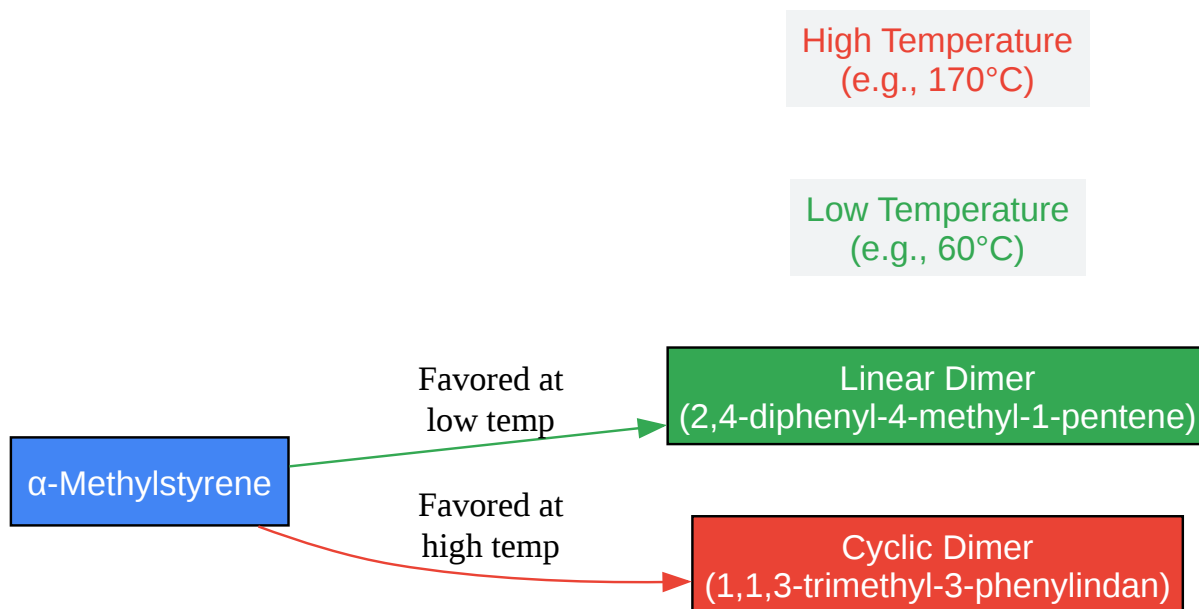 High Temperature
(e.g., 170°C)
Low Temperature
(e.g., 60°C)
Favored at
low temp
Linear Dimer
(2,4-diphenyl-4-methyl-1-pentene)
α-Methylstyrene
Favored at
high temp
Cyclic Dimer
(1,1,3-trimethyl-3-phenylindan)